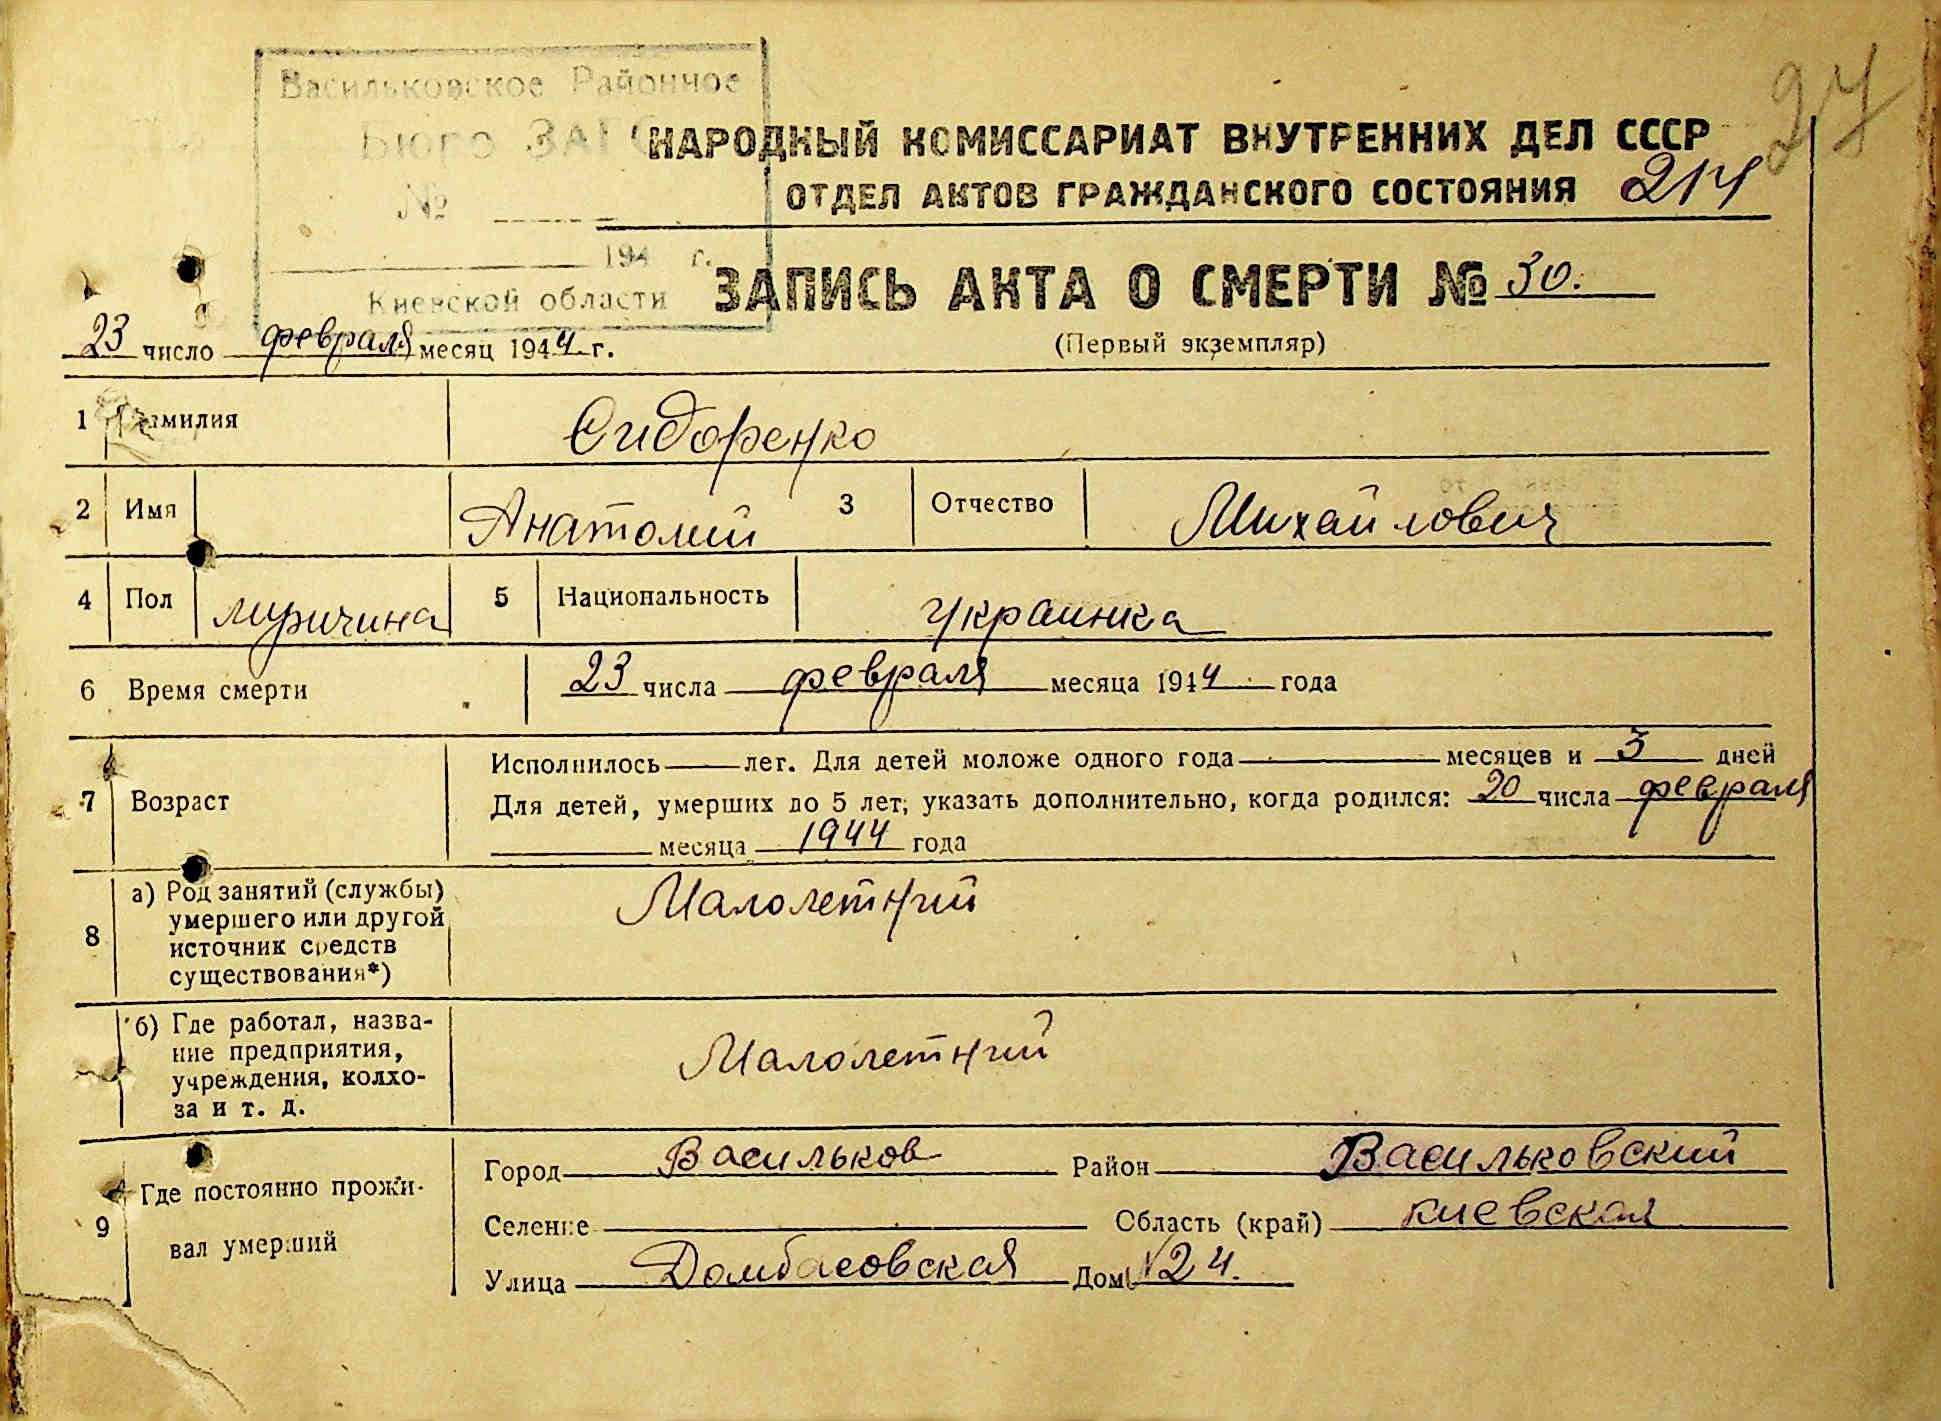 27
Васильковское Районное
Бюро ЗАГС
№
194 г.
Киевской области
НАРОДНЫЙ КОМИССАРИАТ ВНУТРЕННИХ ДЕЛ СССР
ОТДЕЛ АКТОВ ГРАЖДАНСКОГО СОСТОЯНИЯ 214
ЗАПИСЬ АКТА О СМЕРТИ № 30.
23 число февраля месяц 1944 г. (Первый экземпляр)
1 Фамилия Сидоренко
2 Имя Анатолий 3 Отчество Михайлович
4 Пол мужчина 5 Национальность украинка
6 Время смерти 23 числа февраля месяца 1944 года
Исполнилось лет. Для детей моложе одного года месяцев и 3 дней
7 Возраст Для детей, умерших до 5 лет, указать дополнительно, когда родился: 20 числа февраля
месяца 1944 года
8 а) Род занятий (службы) Малолетний
умершего или другой
источник средств
существования*)
б) Где работал, назва- Малолетний
ние предприятия,
учреждения, колхо-
за и т. д.
9 Где постоянно прожи- Город Васильков Район Васильковский
вал умерший Селение Область (край) киевская
Улица Домбасовская Дом №24.